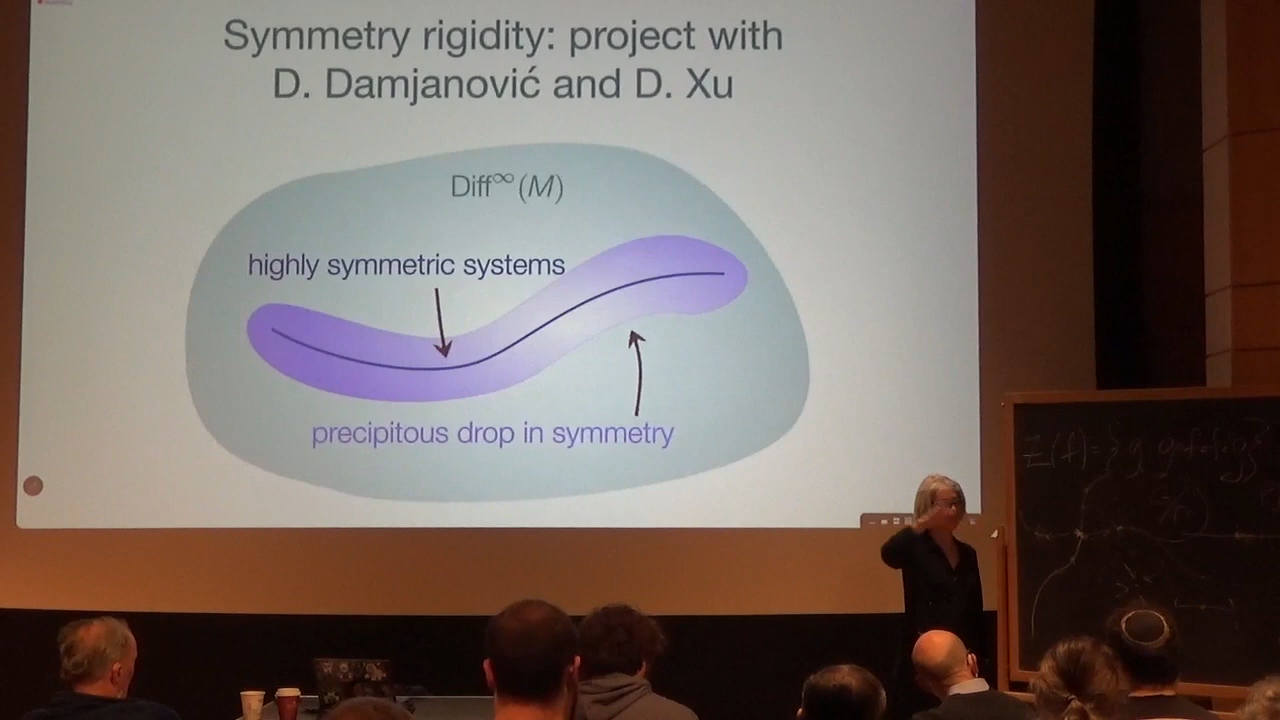 Symmetry rigidity: project with
D. Damjanović and D. Xu
Diff∞(M)
highly symmetric systems
precipitous drop in symmetry